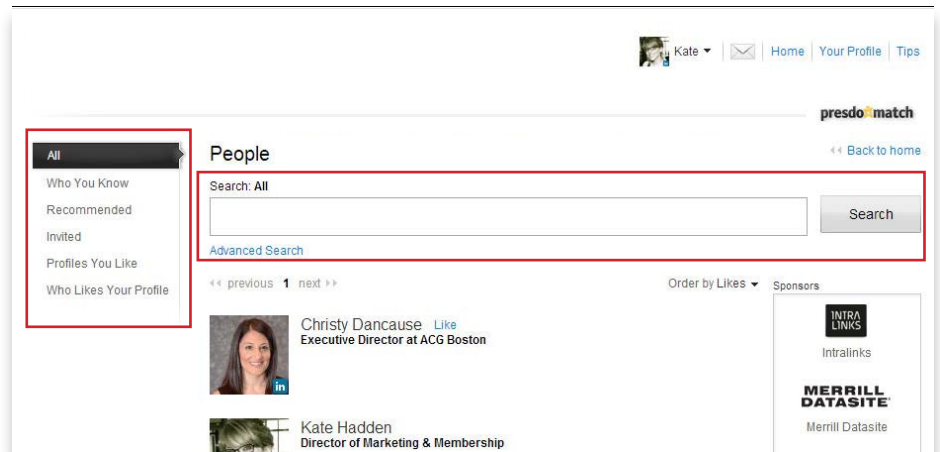 Kate Home Your Profile Tips
presdo match
All
Who You Know
Recommended
Invited
Profiles You Like
Who Likes Your Profile
People
Back to home
Search: All
Search
Advanced Search
previous 1 next
Order by Likes
Sponsors
Christy Dancause Like
Executive Director at ACG Boston
in
Kate Hadden
Director of Marketing & Membership
INTRA
LINKS
Intralinks
MERRILL
DATASITE
Merrill Datasite